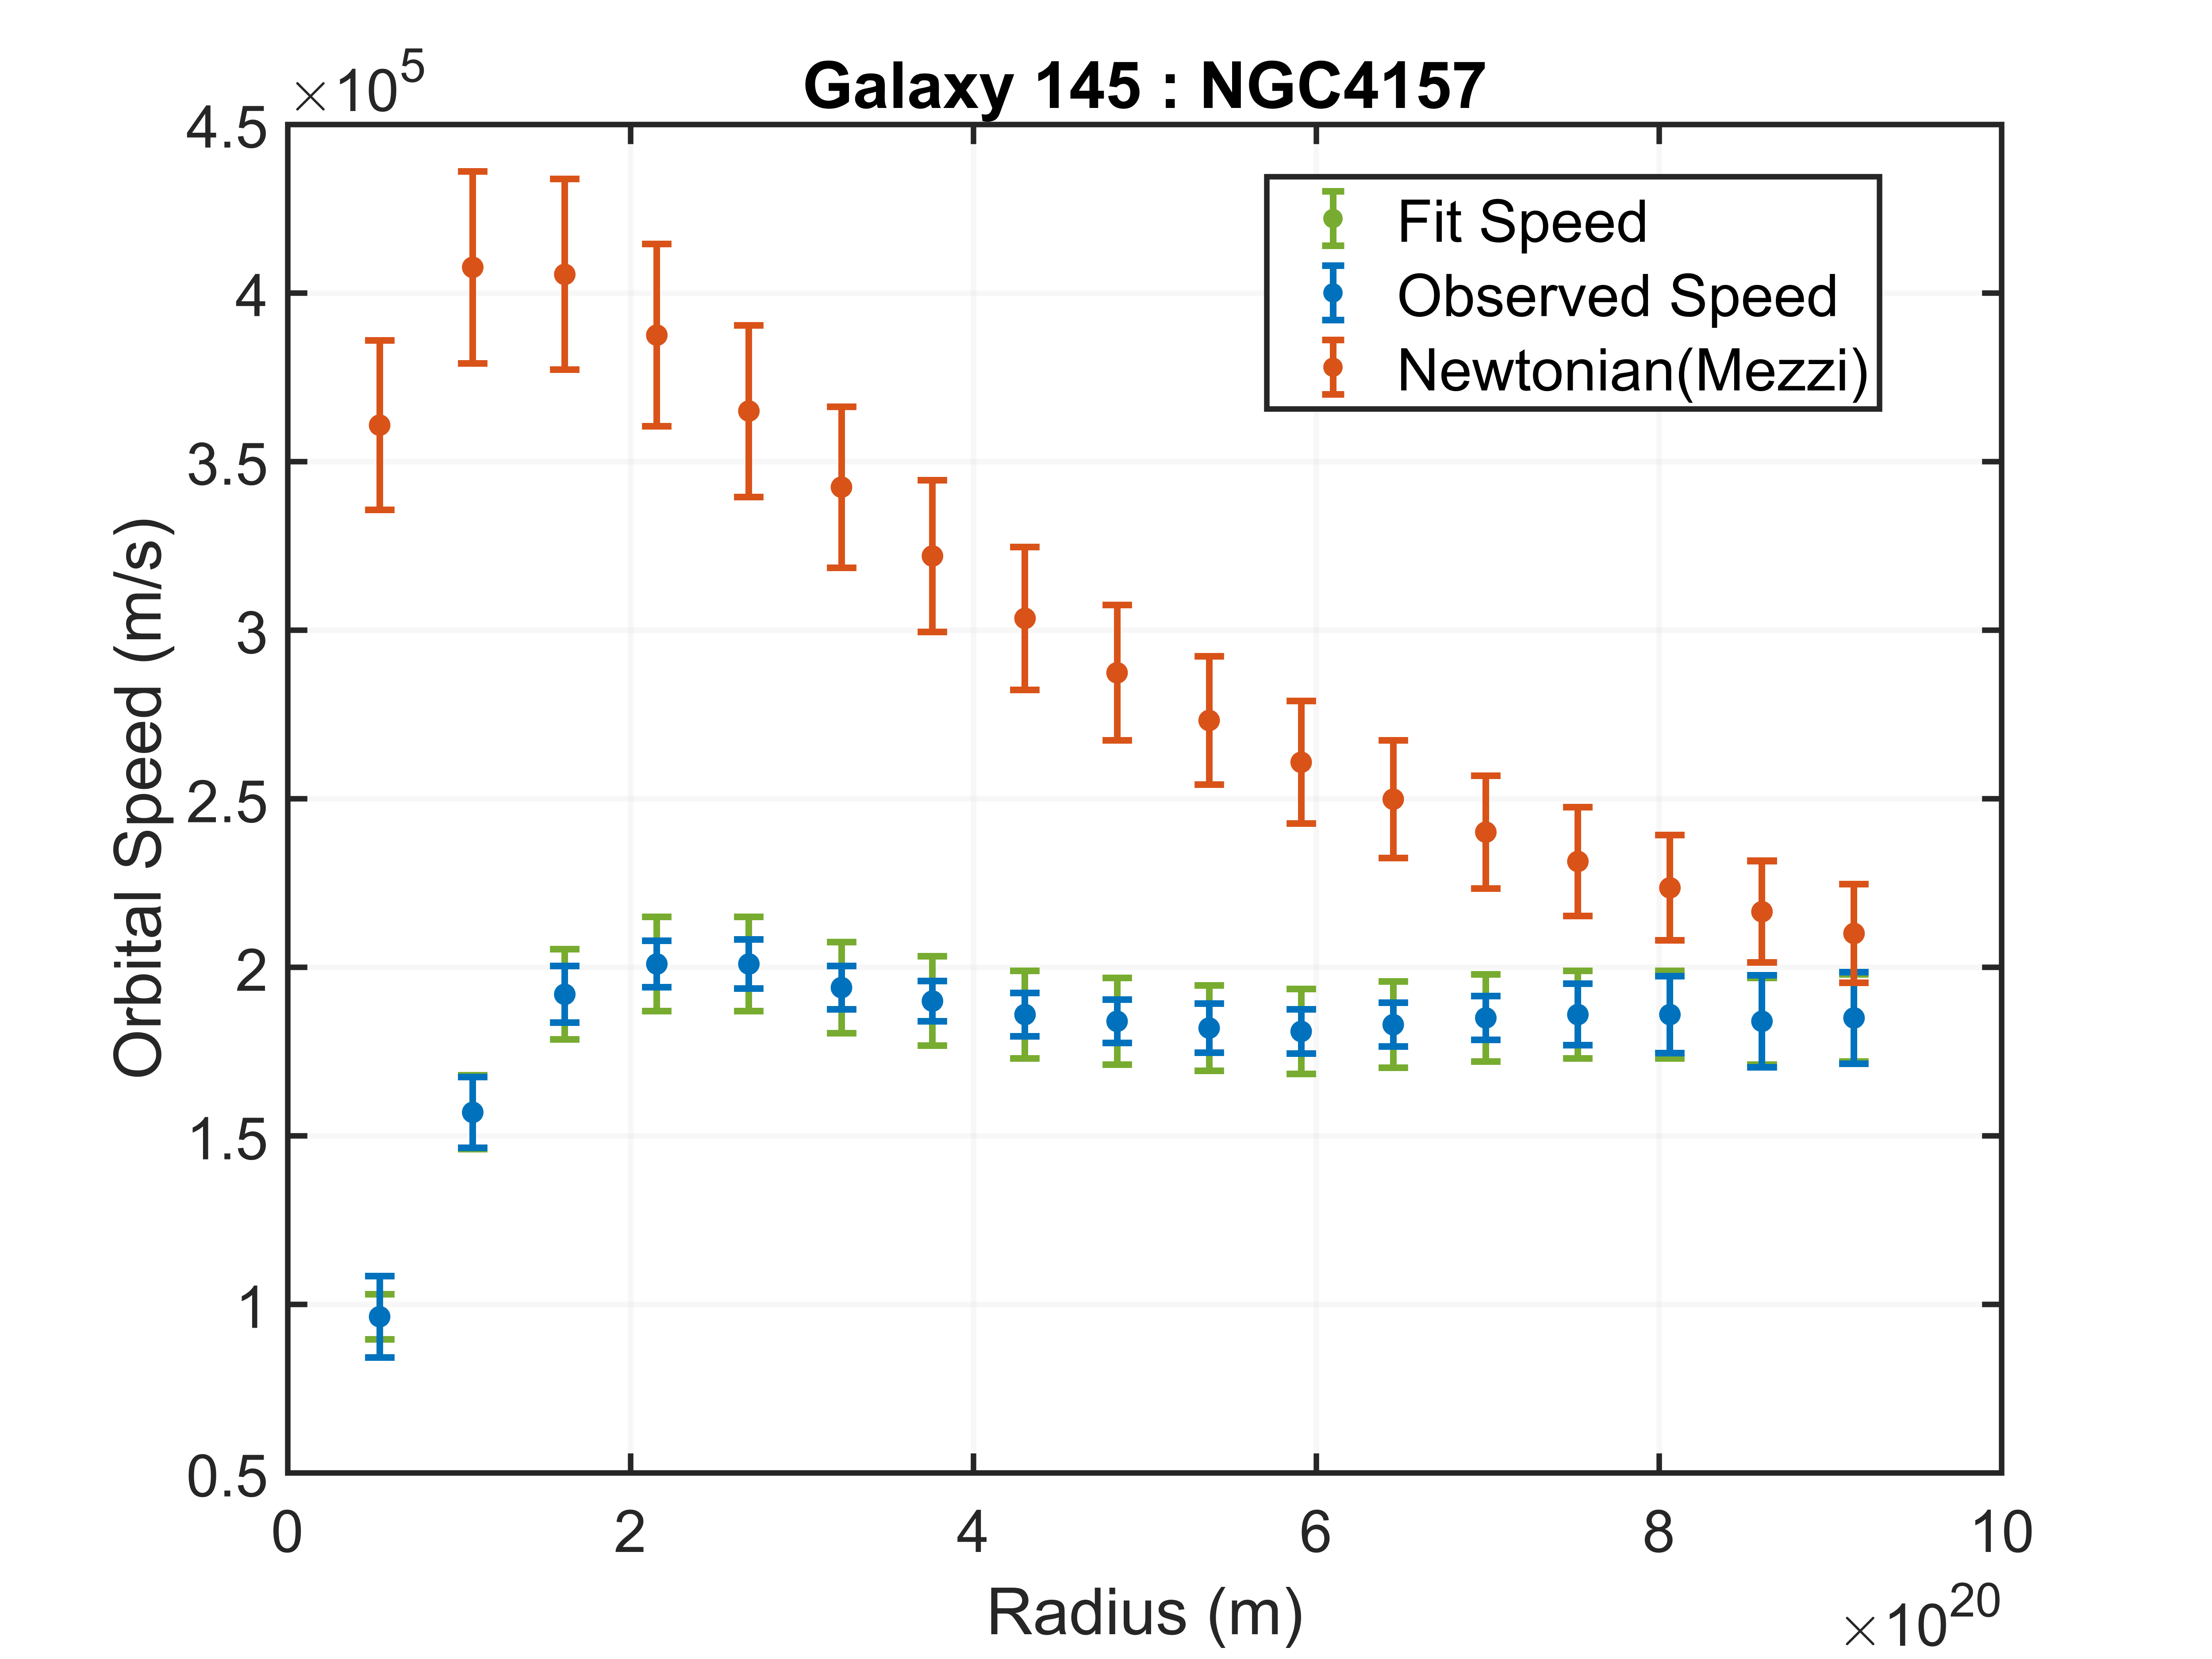 Galaxy 145 : NGC4157
×10^5
4.5
4
3.5
3
2.5
2
1.5
1
0.5
Orbital Speed (m/s)
Fit Speed
Observed Speed
Newtonian(Mezzi)
0 2 4 6 8 10
Radius (m)
×10^20